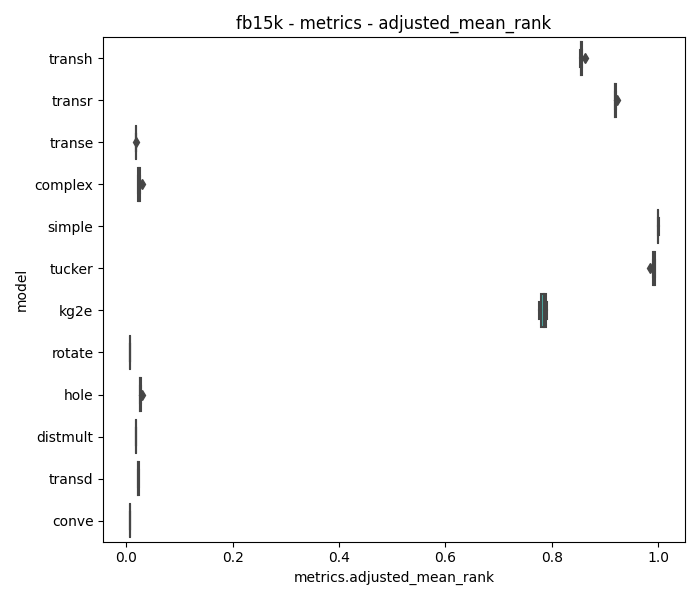 fb15k - metrics - adjusted_mean_rank
transh
transr
transe
complex
simple
tucker
kg2e
rotate
hole
distmult
transd
conve
model
0.0 0.2 0.4 0.6 0.8 1.0
metrics.adjusted_mean_rank